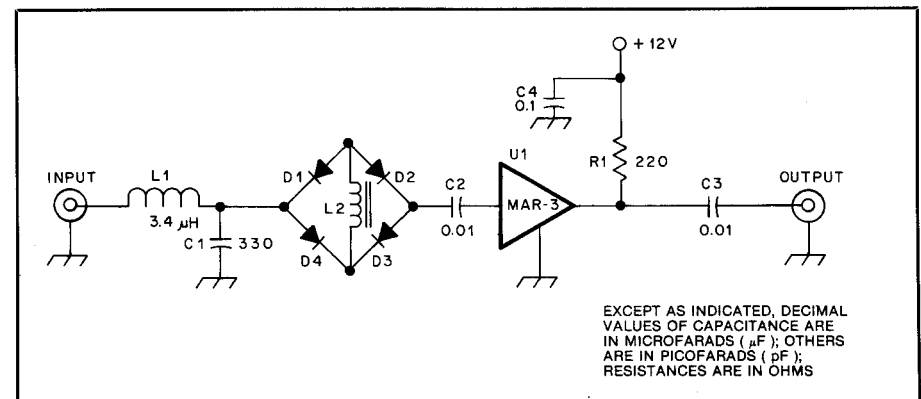 +12V
C4
0.1
U1
R1
220
INPUT
L1
3.4 μH
C1
330
D1
D2
L2
D4
D3
C2
0.01
MAR-3
C3
0.01
OUTPUT
EXCEPT AS INDICATED, DECIMAL
VALUES OF CAPACITANCE ARE
IN MICROFARADS ( μF ); OTHERS
ARE IN PICOFARADS ( pF );
RESISTANCES ARE IN OHMS